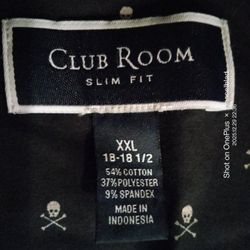 CLUB ROOM
SLIM FIT
XXL
18-18 1/2
54% COTTON
37% POLYESTER
9% SPANDEX
MADE IN
INDONESIA
Shot on OnePlus ×